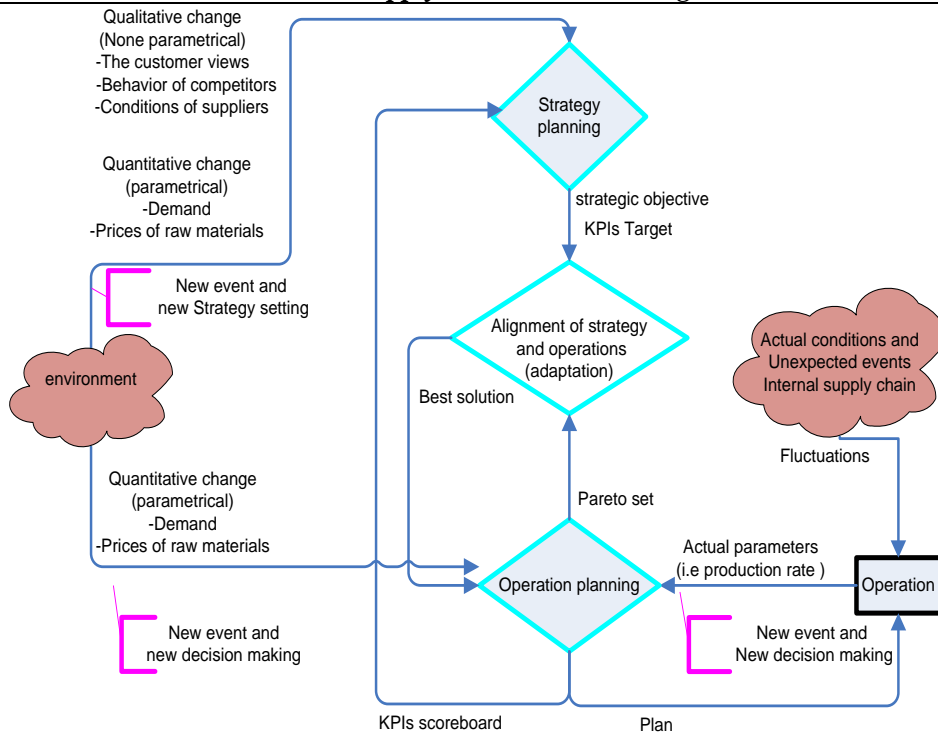 Qualitative change
(None parametrical)
-The customer views
-Behavior of competitors
-Conditions of suppliers
Strategy
planning
Quantitative change
(parametrical)
-Demand
-Prices of raw materials
strategic objective
KPIs Target
New event and
new Strategy setting
environment
Alignment of strategy
and operations
(adaptation)
Actual conditions and
Unexpected events
Internal supply chain
Best solution
Fluctuations
Quantitative change
(parametrical)
-Demand
-Prices of raw materials
Pareto set
Operation planning
Actual parameters
(i.e production rate )
Operation
New event and
new decision making
New event and
New decision making
KPIs scoreboard
Plan